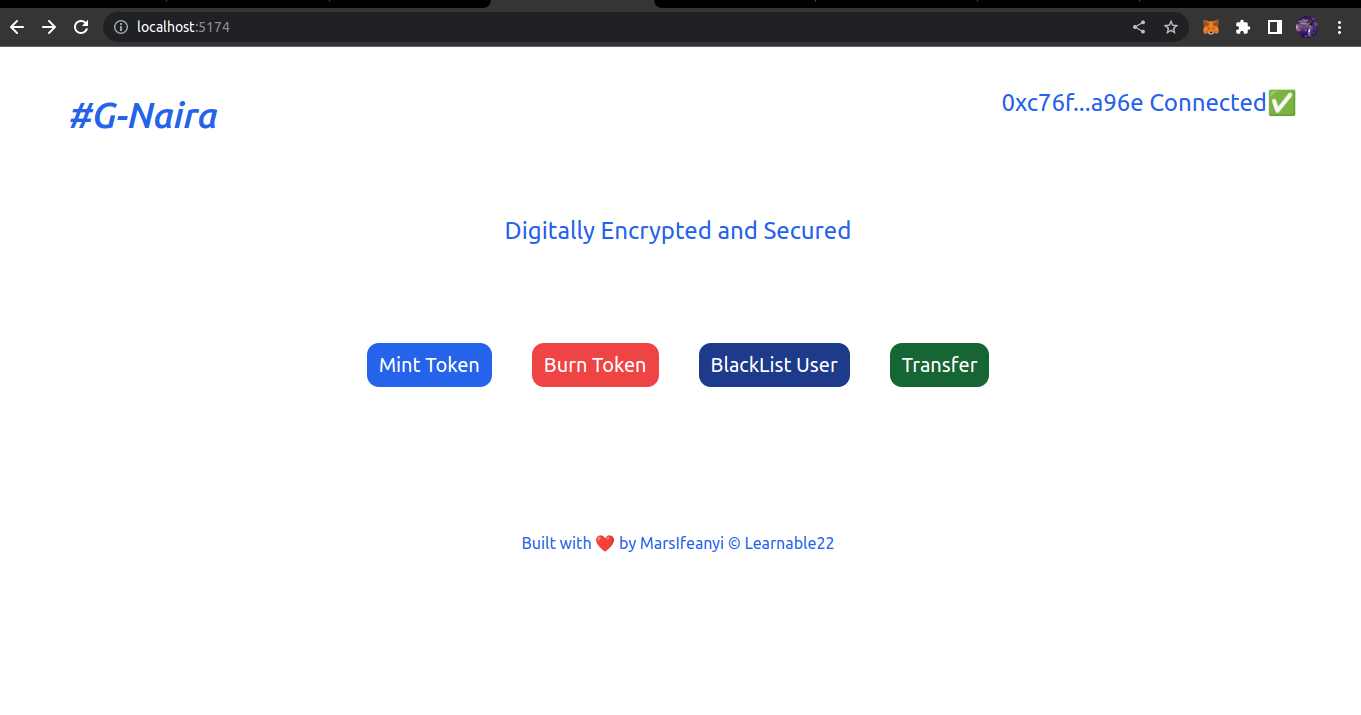 localhost:5174
#G-Naira
0xc76f...a96e Connected✅
Digitally Encrypted and Secured
Mint Token
Burn Token
BlackList User
Transfer
Built with ❤️ by MarsIfeanyi © Learnable22